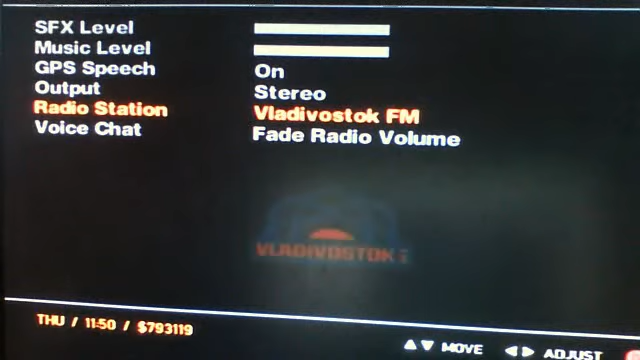 SFX Level
Music Level
GPS Speech On
Output Stereo
Radio Station Vladivostok FM
Voice Chat Fade Radio Volume
VLADIVOSTOK
THU / 11:50 / $793119
MOVE ADJUST